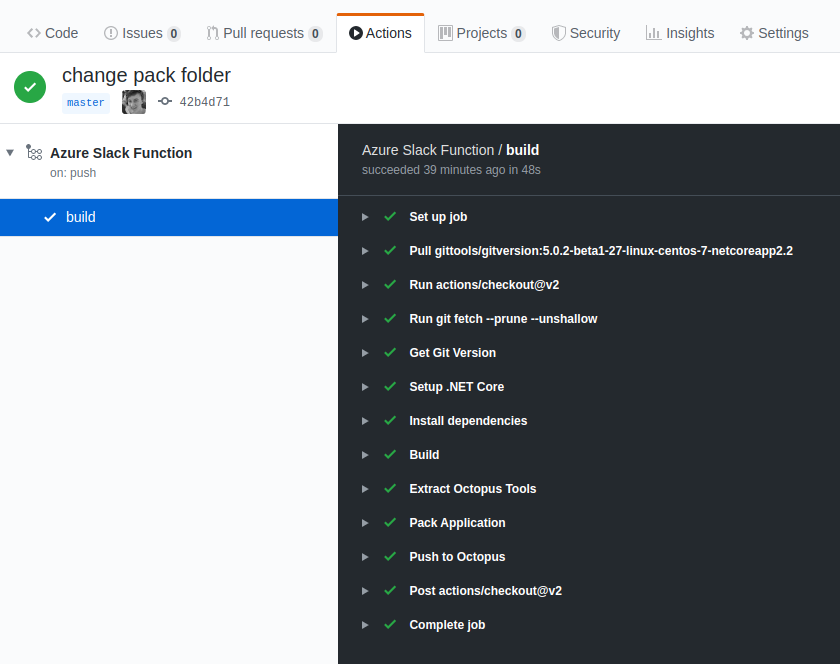 Code Issues 0 Pull requests 0 Actions Projects 0 Security Insights Settings
change pack folder
master 42b4d71
Azure Slack Function
on: push
build
Azure Slack Function / build
succeeded 39 minutes ago in 48s
Set up job
Pull gittools/gitversion:5.0.2-beta1-27-linux-centos-7-netcoreapp2.2
Run actions/checkout@v2
Run git fetch --prune --unshallow
Get Git Version
Setup .NET Core
Install dependencies
Build
Extract Octopus Tools
Pack Application
Push to Octopus
Post actions/checkout@v2
Complete job